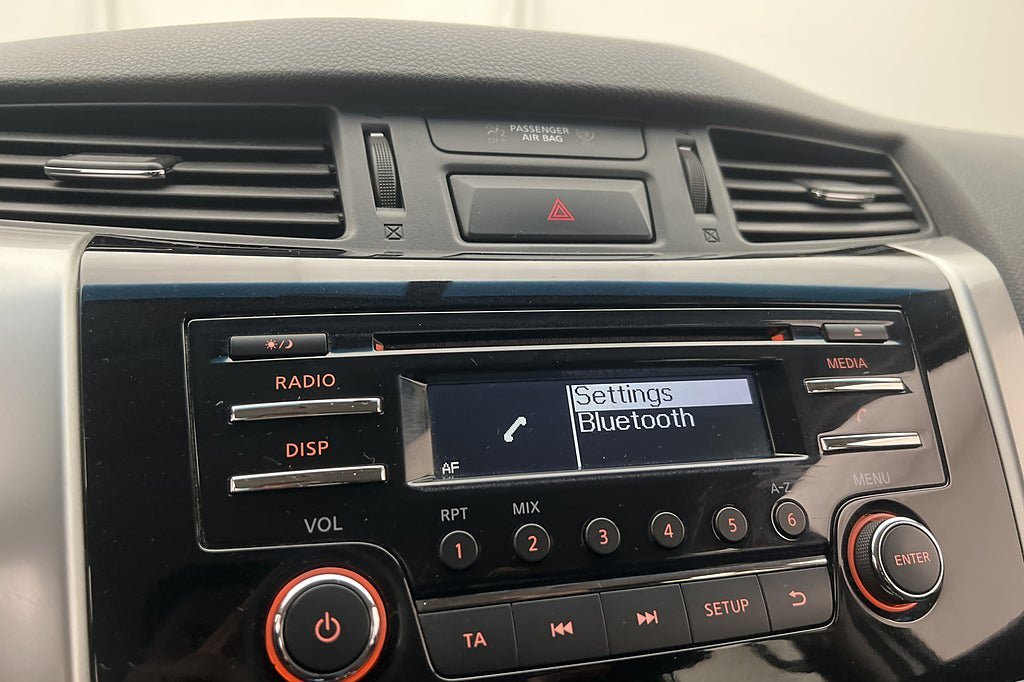 PASSENGER
AIR BAG
OFF
RADIO
MEDIA
Settings
Bluetooth
DISP
AF
VOL
RPT
MIX
A-Z
MENU
1
2
3
4
5
6
ENTER
TA
SETUP